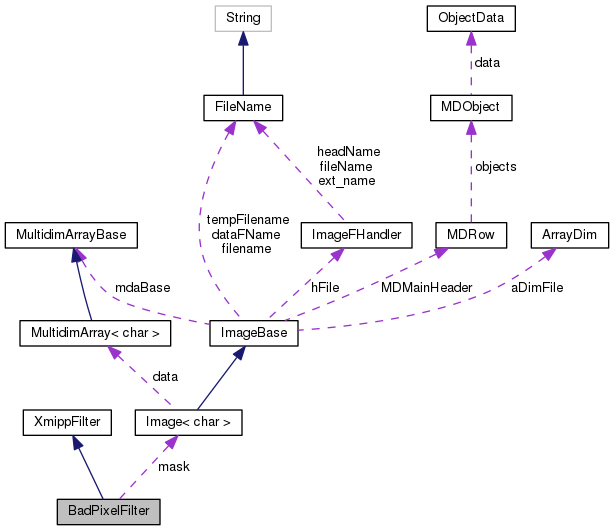 String
ObjectData
data
FileName
MDObject
headName
fileName
ext_name
objects
tempFilename
dataFName
filename
MultidimArrayBase
ImageFHandler
MDRow
ArrayDim
mdaBase
hFile
MDMainHeader
aDimFile
MultidimArray< char >
ImageBase
data
XmippFilter
Image< char >
mask
BadPixelFilter